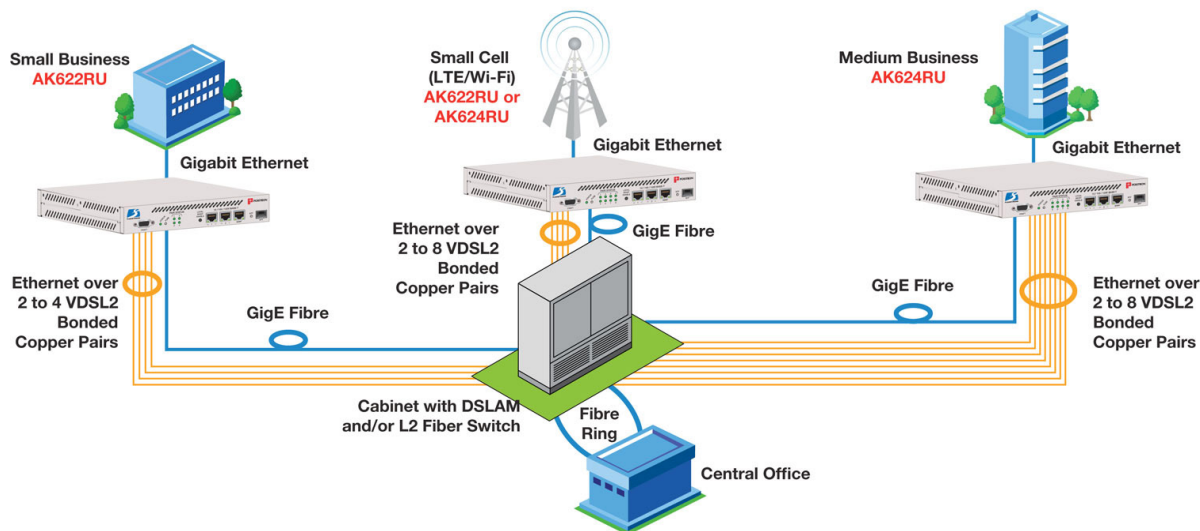 Small Business
AK622RU
Small Cell
(LTE/Wi-Fi)
AK622RU or
AK624RU
Medium Business
AK624RU
Gigabit Ethernet
Gigabit Ethernet
Gigabit Ethernet
Ethernet over
2 to 4 VDSL2
Bonded
Copper Pairs
GigE Fibre
Ethernet over
2 to 8 VDSL2
Bonded
Copper Pairs
GigE Fibre
GigE Fibre
Ethernet over
2 to 8 VDSL2
Bonded
Copper Pairs
Cabinet with DSLAM
and/or L2 Fiber Switch
Fibre
Ring
Central Office